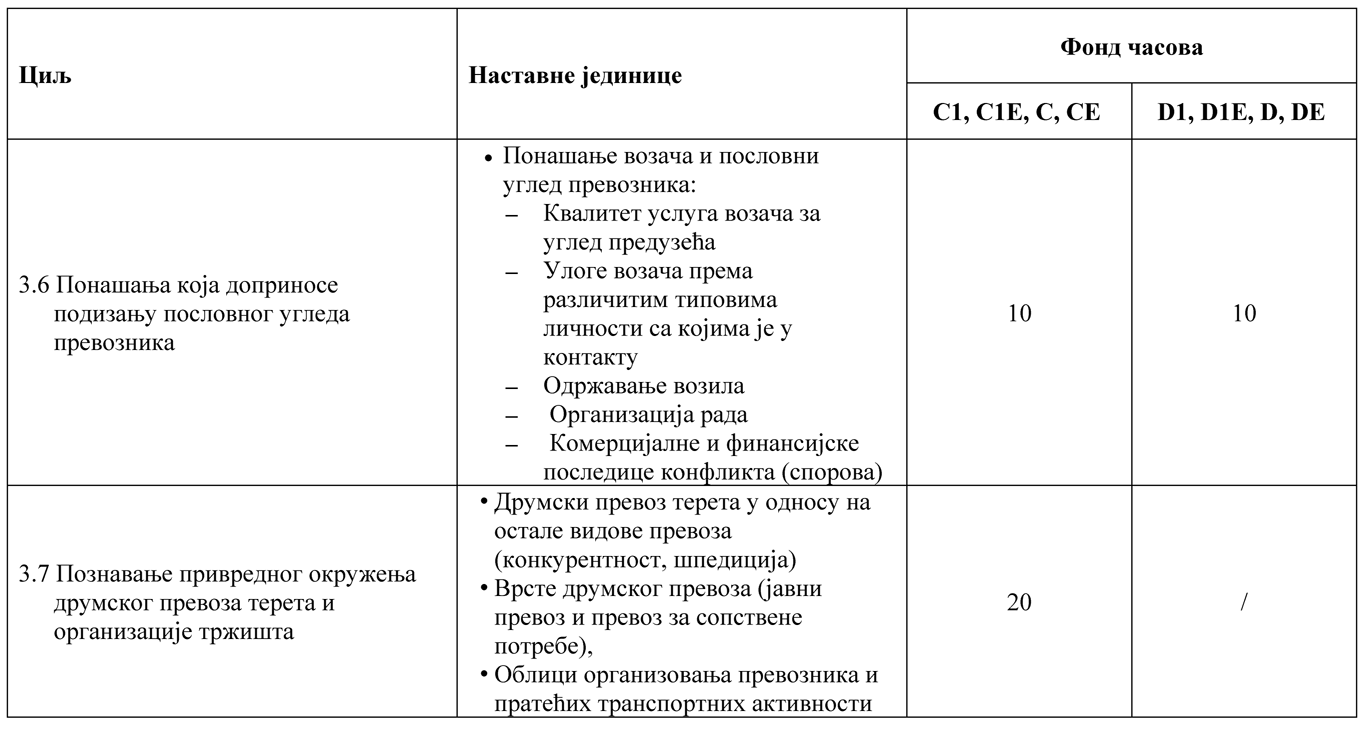 Циљ
Наставне јединице
Фонд часова
C1, C1E, C, CE
D1, D1E, D, DE
3.6 Понашања која доприносе
подизању пословног угледа
превозника
• Понашање возача и пословни
углед превозника:
– Квалитет услуга возача за
углед предузећа
– Улоге возача према
различитим типовима
личности са којима је у
контакту
– Одржавање возила
– Организација рада
– Комерцијалне и финансијске
последице конфликта (спорова)
10
10
3.7 Познавање привредног окружења
друмског превоза терета и
организације тржишта
• Друмски превоз терета у односу на
остале видове превоза
(конкурентност, шпедиција)
• Врсте друмског превоза (јавни
превоз и превоз за сопствене
потребе),
• Облици организовања превозника и
пратећих транспортних активности
20
/